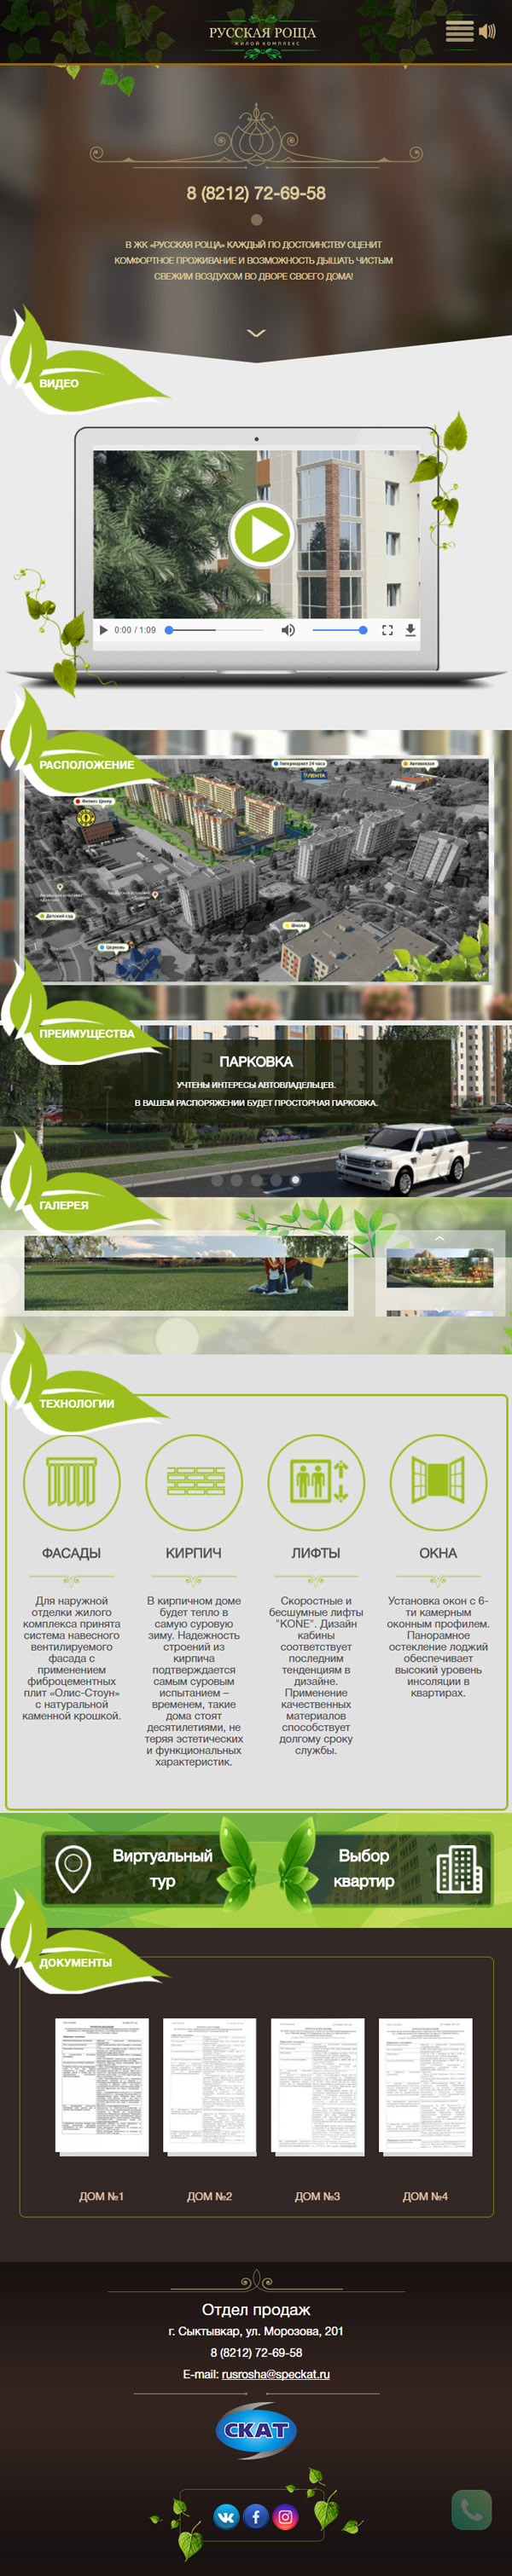 РУССКАЯ РОЩА
ЖИЛОЙ КОМПЛЕКС
8 (8212) 72-69-58
В ЖК «РУССКАЯ РОЩА» КАЖДЫЙ ПО ДОСТОИНСТВУ ОЦЕНИТ
КОМФОРТНОЕ ПРОЖИВАНИЕ И ВОЗМОЖНОСТЬ ДЫШАТЬ ЧИСТЫМ
СВЕЖИМ ВОЗДУХОМ ВО ДВОРЕ СВОЕГО ДОМА!
ВИДЕО
0:00 / 1:09
РАСПОЛОЖЕНИЕ
Гипермаркет 24 часа
ЛЕНТА
Автовокзал
Фитнес Центр
Детский сад
Школа
Церковь
ПРЕИМУЩЕСТВА
ПАРКОВКА
УЧТЕНЫ ИНТЕРЕСЫ АВТОВЛАДЕЛЬЦЕВ.
В ВАШЕМ РАСПОРЯЖЕНИИ БУДЕТ ПРОСТОРНАЯ ПАРКОВКА.
ГАЛЕРЕЯ
ТЕХНОЛОГИИ
ФАСАДЫ
Для наружной
отделки жилого
комплекса принята
система навесного
вентилируемого
фасада с
применением
фиброцементных
плит «Олис-Стоун»
с натуральной
каменной крошкой.
КИРПИЧ
В кирпичном доме
будет тепло в
самую суровую
зиму. Надежность
строений из
кирпича
подтверждается
самым суровым
испытанием –
временем, такие
дома стоят
десятилетиями, не
теряя эстетических
и функциональных
характеристик.
ЛИФТЫ
Скоростные и
бесшумные лифты
"KONE". Дизайн
кабины
соответствует
последним
тенденциям в
дизайне.
Применение
качественных
материалов
способствует
долгому сроку
службы.
ОКНА
Установка окон с 6-
ти камерным
оконным профилем.
Панорамное
остекление лоджий
обеспечивает
высокий уровень
инсоляции в
квартирах.
Виртуальный
тур
Выбор
квартир
ДОКУМЕНТЫ
ДОМ №1
ДОМ №2
ДОМ №3
ДОМ №4
Отдел продаж
г. Сыктывкар, ул. Морозова, 201
8 (8212) 72-69-58
E-mail: rusrosha@speckat.ru
СКАТ